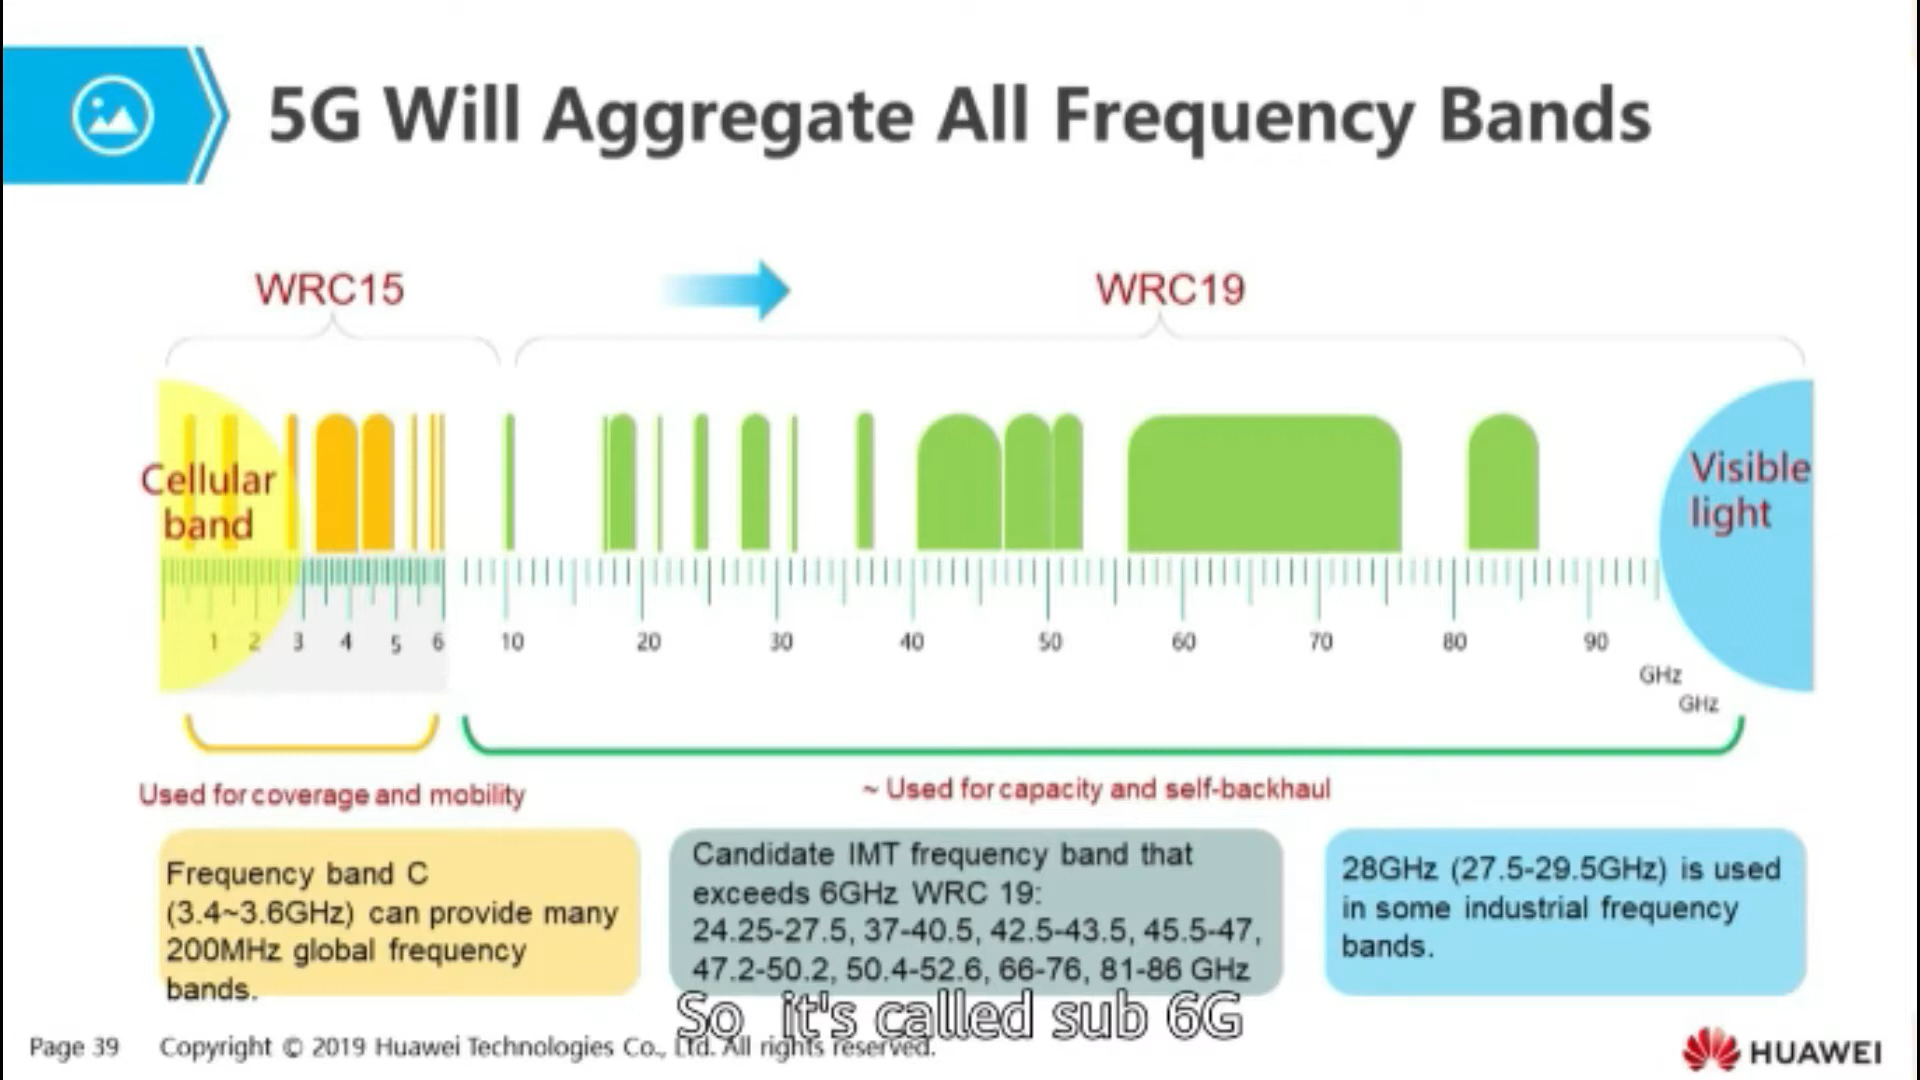 5G Will Aggregate All Frequency Bands
WRC15
WRC19
Cellular
band
Visible
light
1 2 3 4 5 6 10 20 30 40 50 60 70 80 90
GHz
GHz
Used for coverage and mobility
~ Used for capacity and self-backhaul
Frequency band C
(3.4~3.6GHz) can provide many
200MHz global frequency
bands.
Candidate IMT frequency band that
exceeds 6GHz WRC 19:
24.25-27.5, 37-40.5, 42.5-43.5, 45.5-47,
47.2-50.2, 50.4-52.6, 66-76, 81-86 GHz
28GHz (27.5-29.5GHz) is used
in some industrial frequency
bands.
So it's called sub 6G
Page 39 Copyright © 2019 Huawei Technologies Co., Ltd. All rights reserved.
HUAWEI